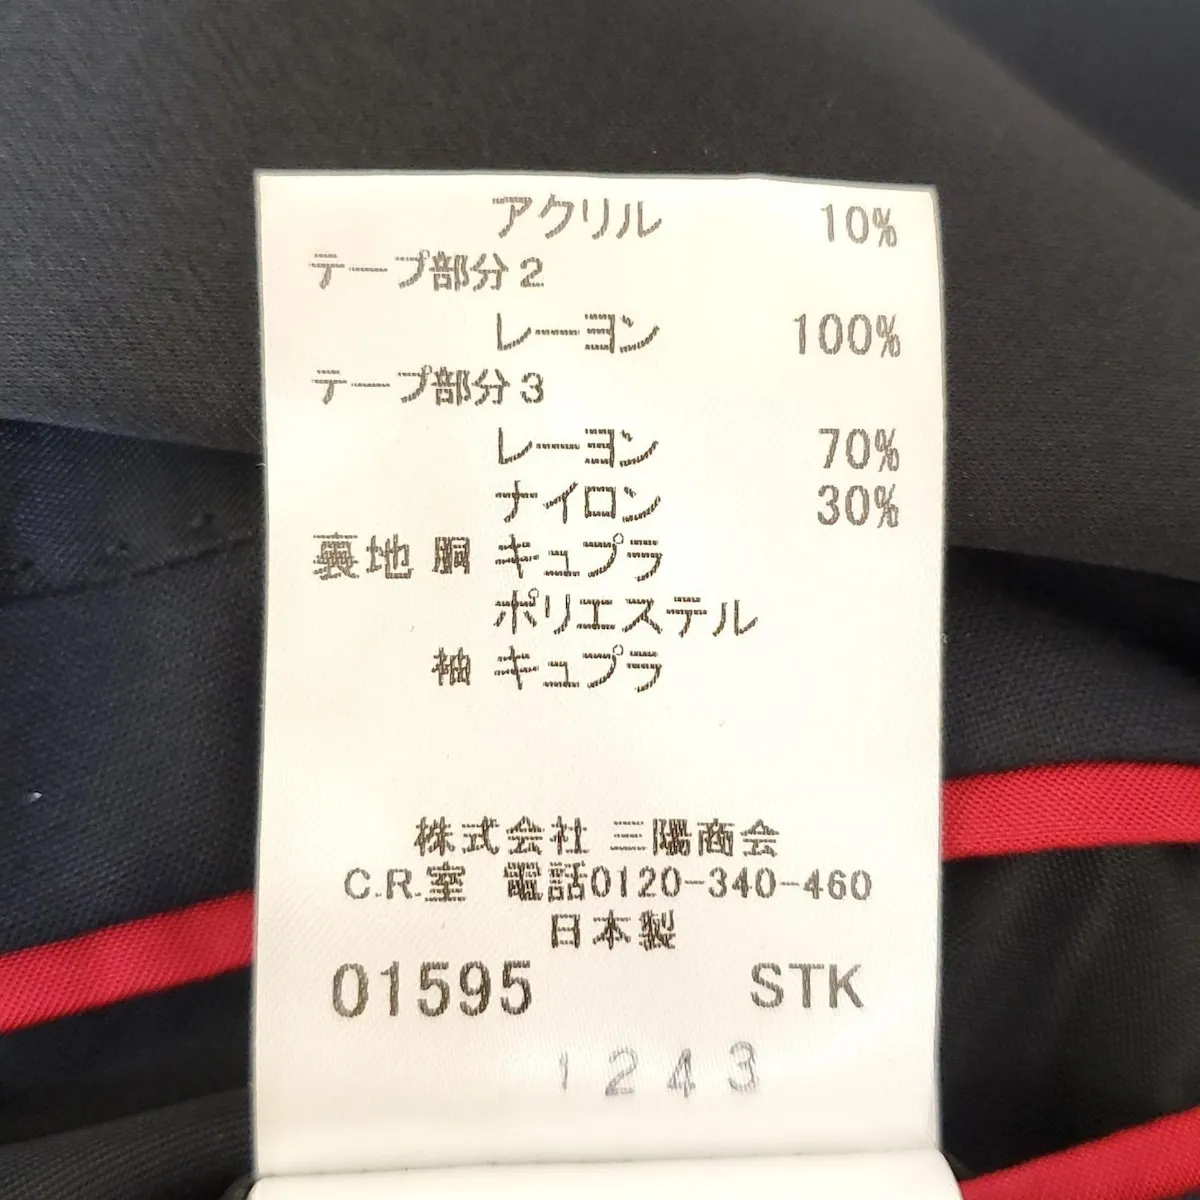 アクリル 10%
テープ部分2
レーヨン 100%
テープ部分3
レーヨン 70%
ナイロン 30%
裏地 胴 キュプラ
ポリエステル
袖 キュプラ
株式会社 三陽商会
C.R.室 電話0120-340-460
日本製
01595 STK
1243